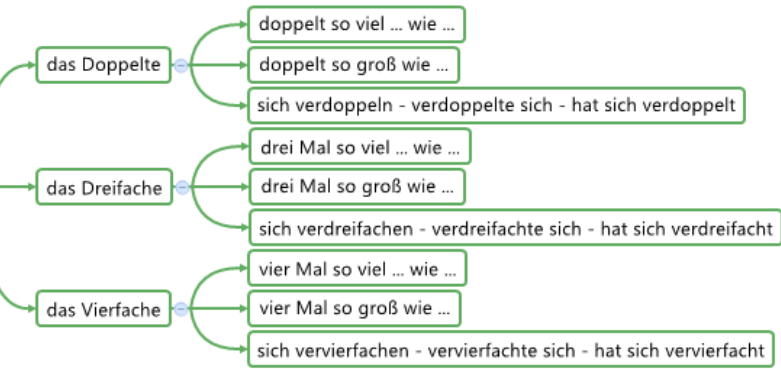 doppelt so viel ... wie ...
das Doppelte
doppelt so groß wie ...
sich verdoppeln - verdoppelte sich - hat sich verdoppelt
drei Mal so viel ... wie ...
das Dreifache
drei Mal so groß wie ...
sich verdreifachen - verdreifachte sich - hat sich verdreifacht
vier Mal so viel ... wie ...
das Vierfache
vier Mal so groß wie ...
sich vervierfachen - vervierfachte sich - hat sich vervierfacht